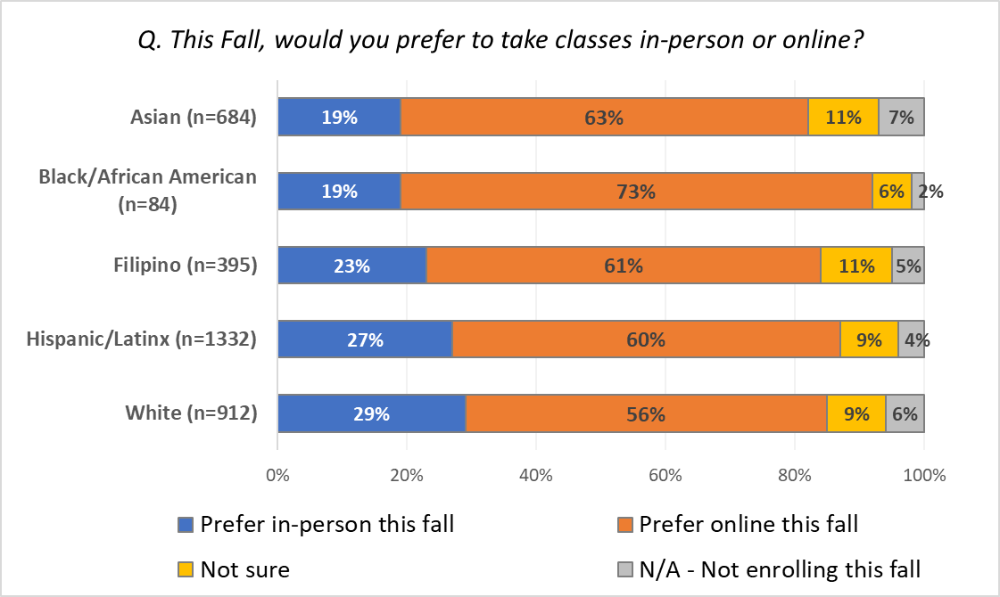 Q. This Fall, would you prefer to take classes in-person or online?
Asian (n=684)
19%
63%
11%
7%
Black/African American
(n=84)
19%
73%
6%
2%
Filipino (n=395)
23%
61%
11%
5%
Hispanic/Latinx (n=1332)
27%
60%
9%
4%
White (n=912)
29%
56%
9%
6%
0%
20%
40%
60%
80%
100%
Prefer in-person this fall
Prefer online this fall
Not sure
N/A - Not enrolling this fall